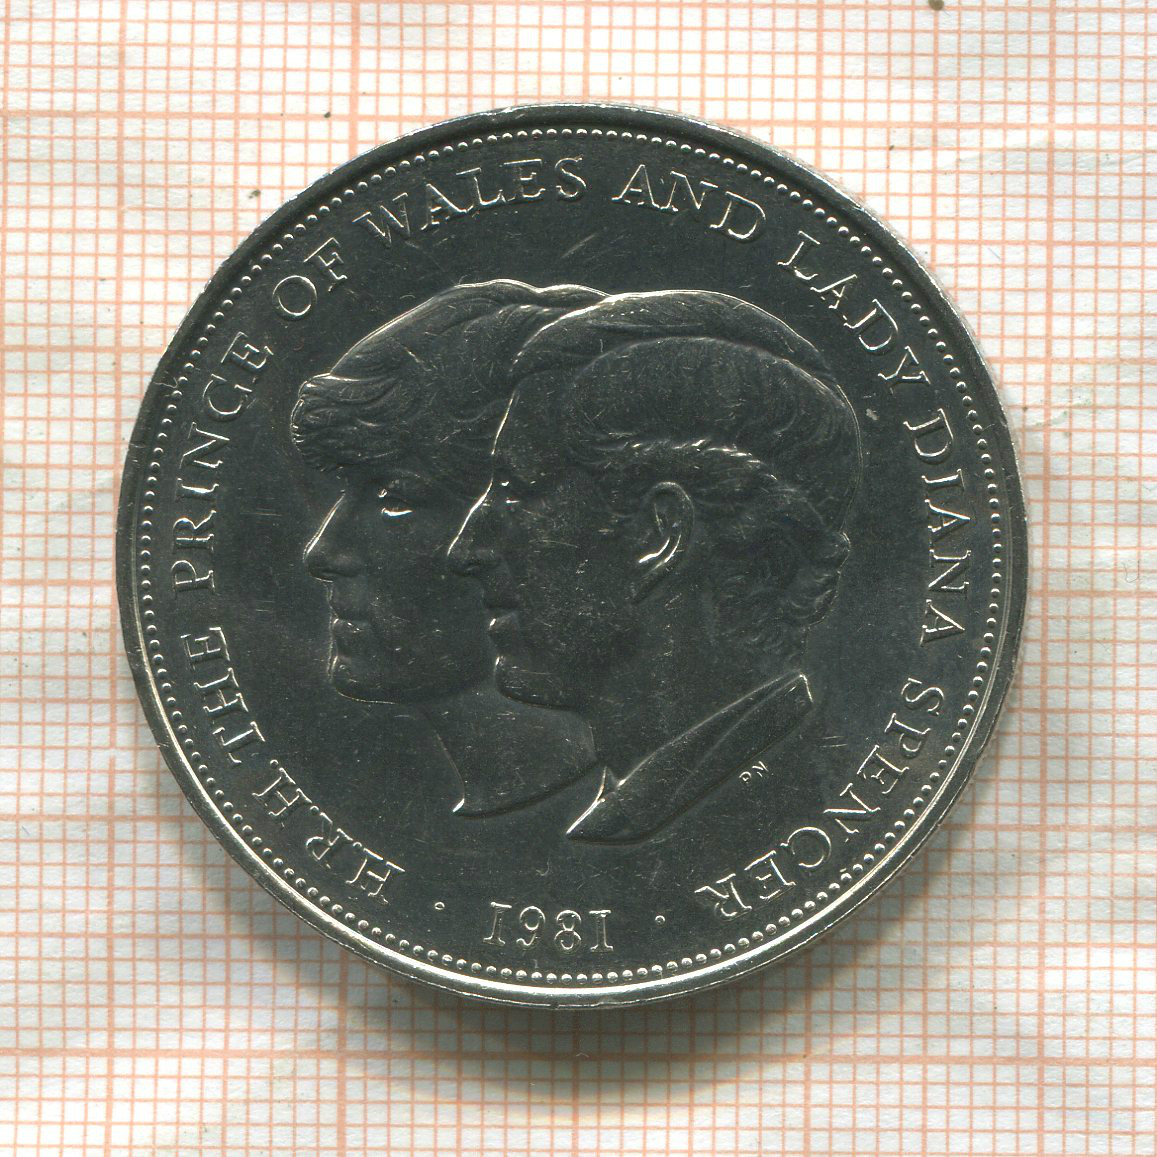 H.R.H. THE PRINCE OF WALES AND LADY DIANA SPENCER
· 1981 ·
PN